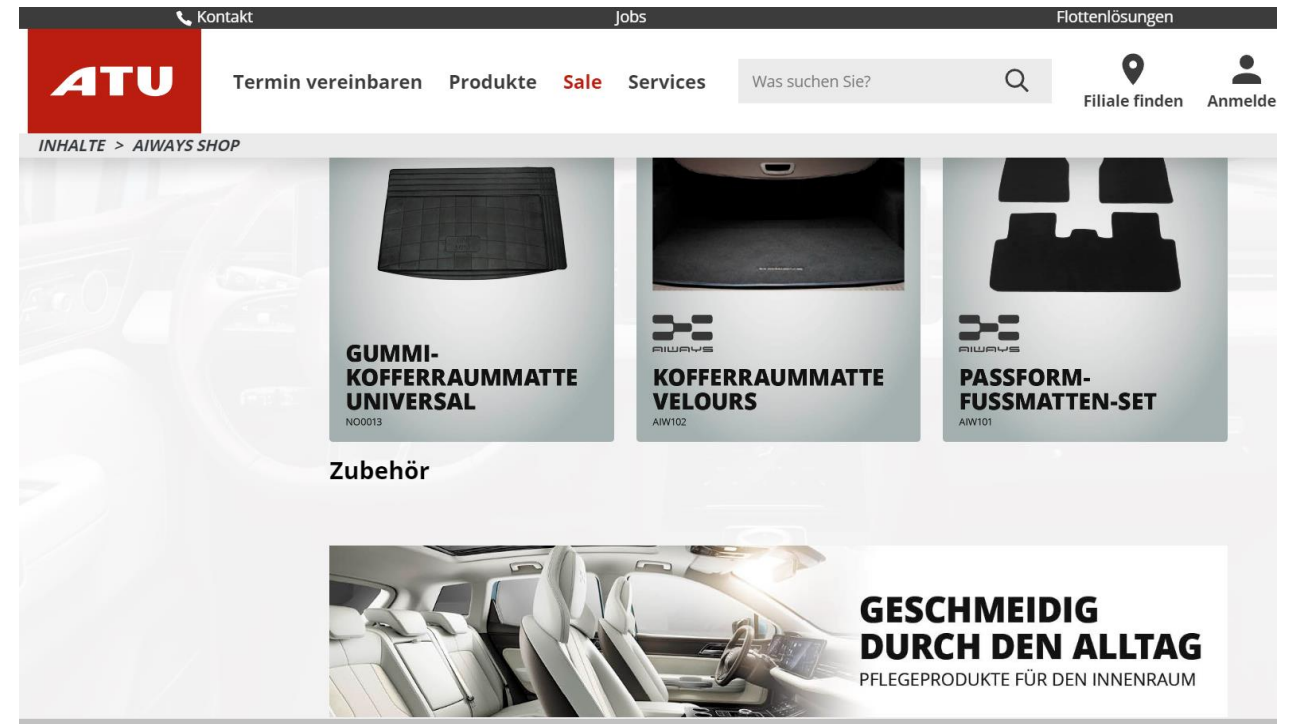 Kontakt
Jobs
Flottenlösungen
ATU
Termin vereinbaren
Produkte
Sale
Services
Was suchen Sie?
Filiale finden
Anmelde
INHALTE > AIWAYS SHOP
GUMMI-
KOFFERRAUMMATTE
UNIVERSAL
NO0013
AIWAYS
KOFFERRAUMMATTE
VELOURS
AIW102
AIWAYS
PASSFORM-
FUSSMATTEN-SET
AIW101
Zubehör
GESCHMEIDIG
DURCH DEN ALLTAG
PFLEGEPRODUKTE FÜR DEN INNENRAUM